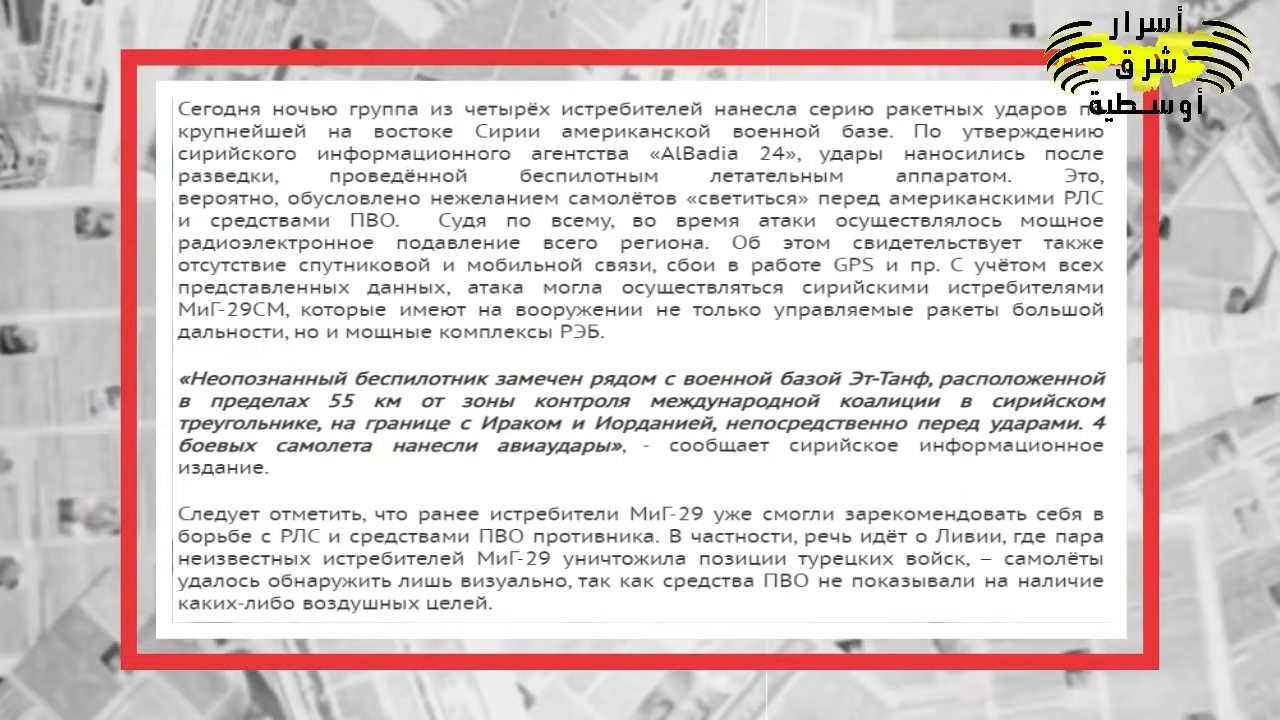 أسرار
شرق
أوسطية
Сегодня ночью группа из четырёх истребителей нанесла серию ракетных ударов
крупнейшей на востоке Сирии американской военной базе. По утверждению
сирийского информационного агентства «AlBadia 24», удары наносились после
разведки, проведённой беспилотным летательным аппаратом. Это,
вероятно, обусловлено нежеланием самолётов «светиться» перед американскими РЛС
и средствами ПВО. Судя по всему, во время атаки осуществлялось мощное
радиоэлектронное подавление всего региона. Об этом свидетельствует также
отсутствие спутниковой и мобильной связи, сбои в работе GPS и пр. С учётом всех
представленных данных, атака могла осуществляться сирийскими истребителями
МиГ-29СМ, которые имеют на вооружении не только управляемые ракеты большой
дальности, но и мощные комплексы РЭБ.
«Неопознанный беспилотник замечен рядом с военной базой Эт-Танф, расположенной
в пределах 55 км от зоны контроля международной коалиции в сирийском
треугольнике, на границе с Ираком и Иорданией, непосредственно перед ударами. 4
боевых самолета нанесли авиаудары», - сообщает сирийское информационное
издание.
Следует отметить, что ранее истребители МиГ-29 уже смогли зарекомендовать себя в
борьбе с РЛС и средствами ПВО противника. В частности, речь идёт о Ливии, где пара
неизвестных истребителей МиГ-29 уничтожила позиции турецких войск, – самолёты
удалось обнаружить лишь визуально, так как средства ПВО не показывали на наличие
каких-либо воздушных целей.